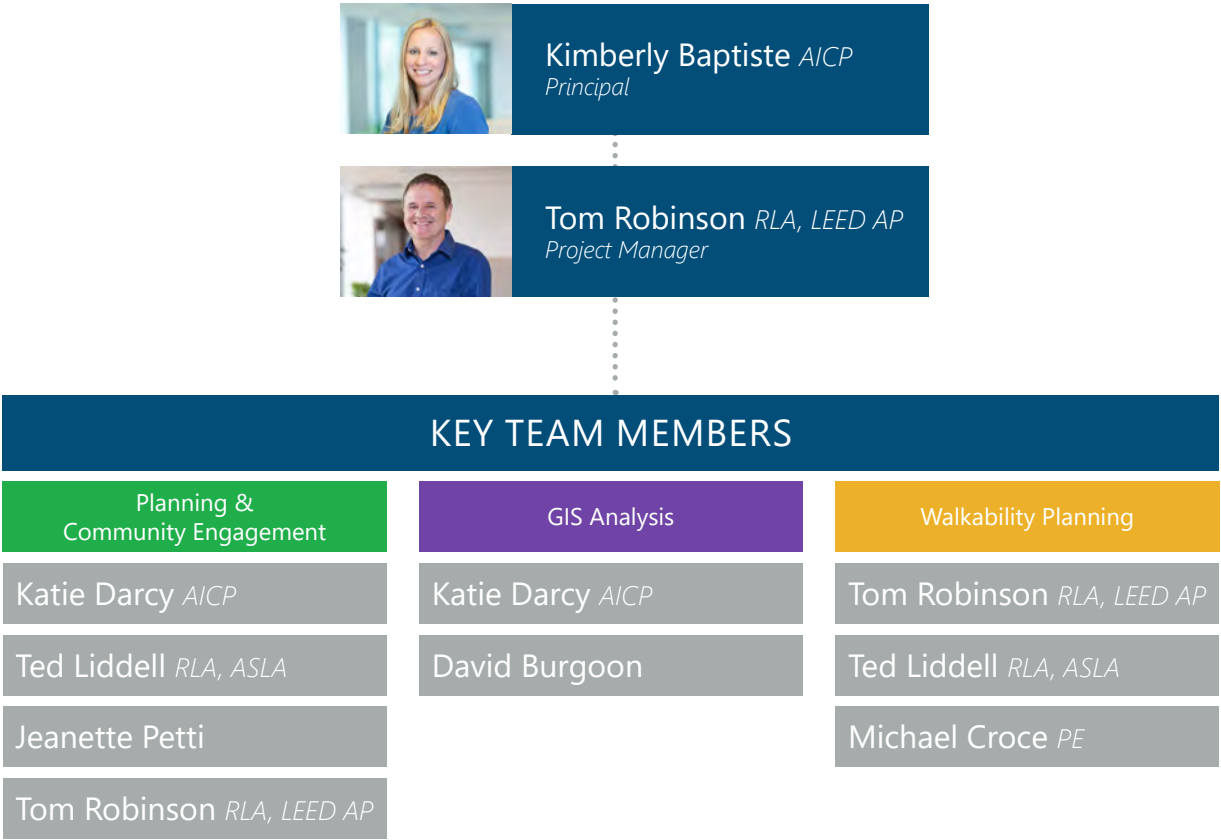 Kimberly Baptiste AICP
Principal
Tom Robinson RLA, LEED AP
Project Manager
KEY TEAM MEMBERS
Planning &
Community Engagement
Katie Darcy AICP
Ted Liddell RLA, ASLA
Jeanette Petti
Tom Robinson RLA, LEED AP
GIS Analysis
Katie Darcy AICP
David Burgoon
Walkability Planning
Tom Robinson RLA, LEED AP
Ted Liddell RLA, ASLA
Michael Croce PE